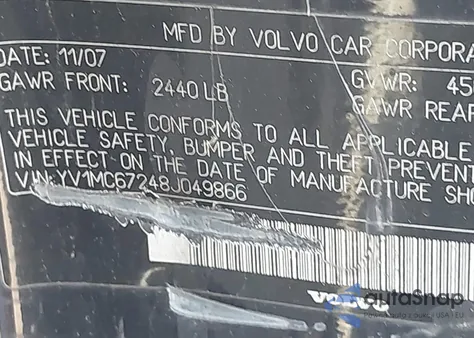 MFD BY VOLVO CAR CORPORA
DATE: 11/07
GAWR FRONT: 2440 LB GVWR: 45
GAWR REAR
THIS VEHICLE CONFORMS TO ALL APPLICABLE
VEHICLE SAFETY, BUMPER AND THEFT PREVENT
IN EFFECT ON THE DATE OF MANUFACTURE SHO
VIN: YV1MC67248J049866
VOLVO
autoSnap